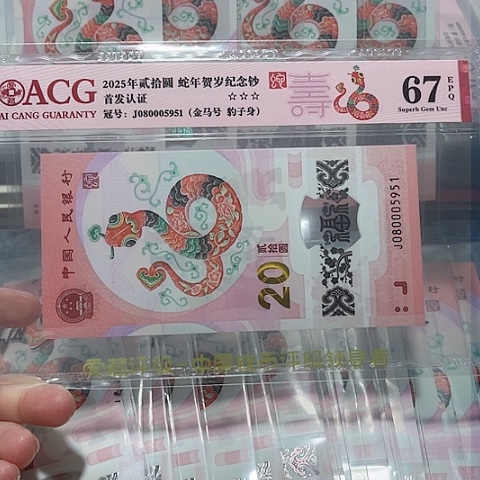 ACG
AI CANG GUARANTY
2025年贰拾圆 蛇年贺岁纪念钞
首发认证 ☆☆☆
冠号: J080005951 (金马号 豹子身)
67 EPQ
Superb Gem Unc
中国人民银行
贰拾圆
20
J080005951